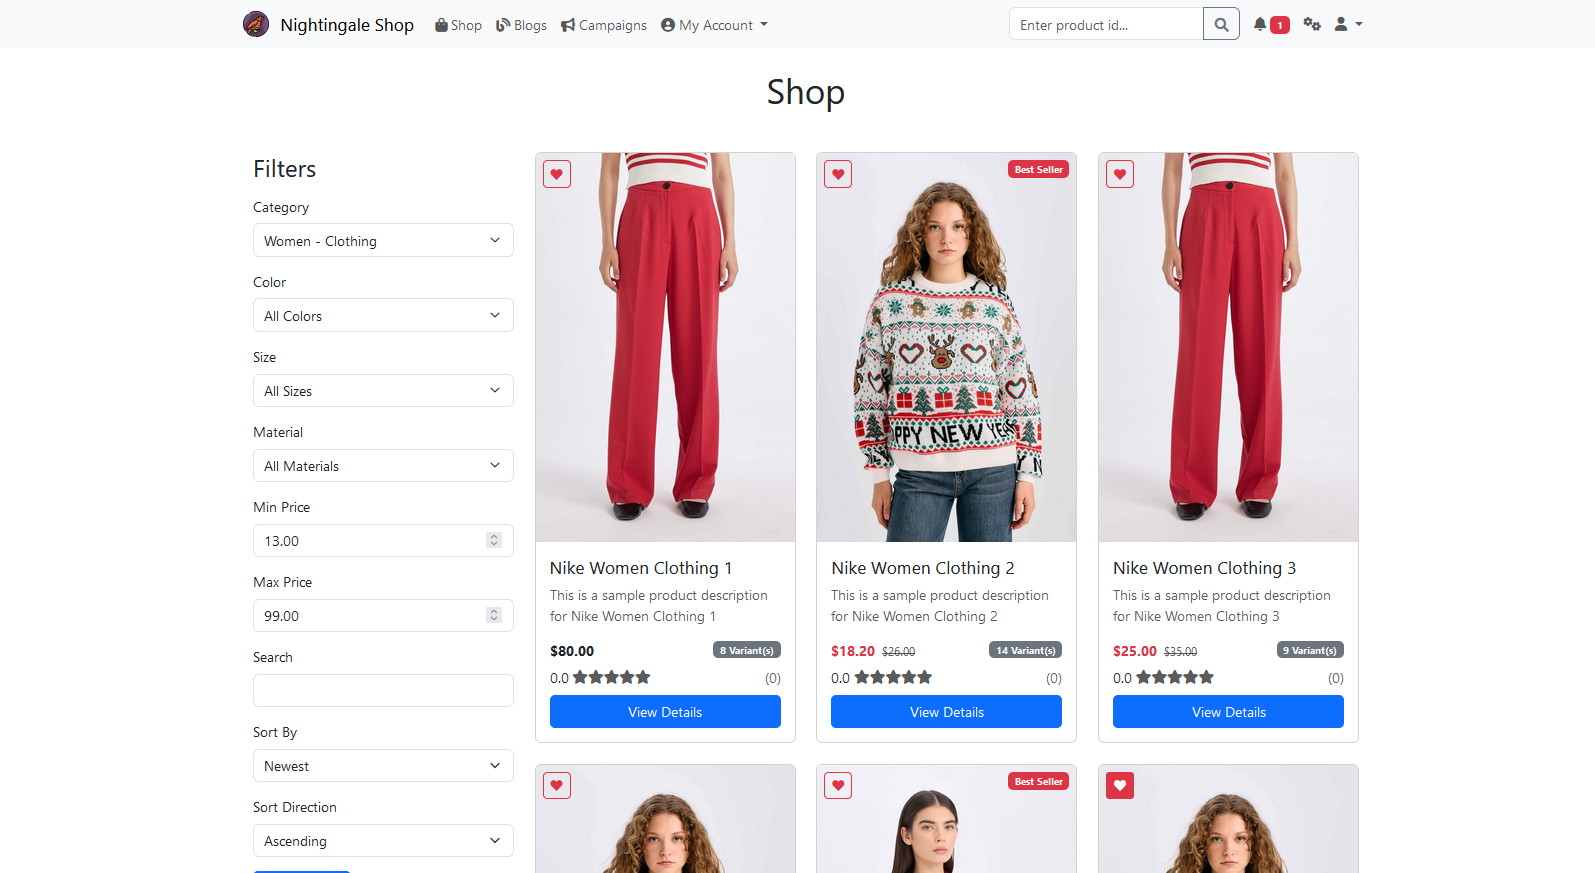 Nightingale Shop
Shop
Blogs
Campaigns
My Account
Enter product id...
1
Shop
Filters
Category
Women - Clothing
Color
All Colors
Size
All Sizes
Material
All Materials
Min Price
13.00
Max Price
99.00
Search
Sort By
Newest
Sort Direction
Ascending
Nike Women Clothing 1
This is a sample product description
for Nike Women Clothing 1
$80.00
8 Variant(s)
0.0
(0)
View Details
Best Seller
PPY NEW YE
Nike Women Clothing 2
This is a sample product description
for Nike Women Clothing 2
$18.20 $26.00
14 Variant(s)
0.0
(0)
View Details
Nike Women Clothing 3
This is a sample product description
for Nike Women Clothing 3
$25.00 $35.00
9 Variant(s)
0.0
(0)
View Details
Best Seller